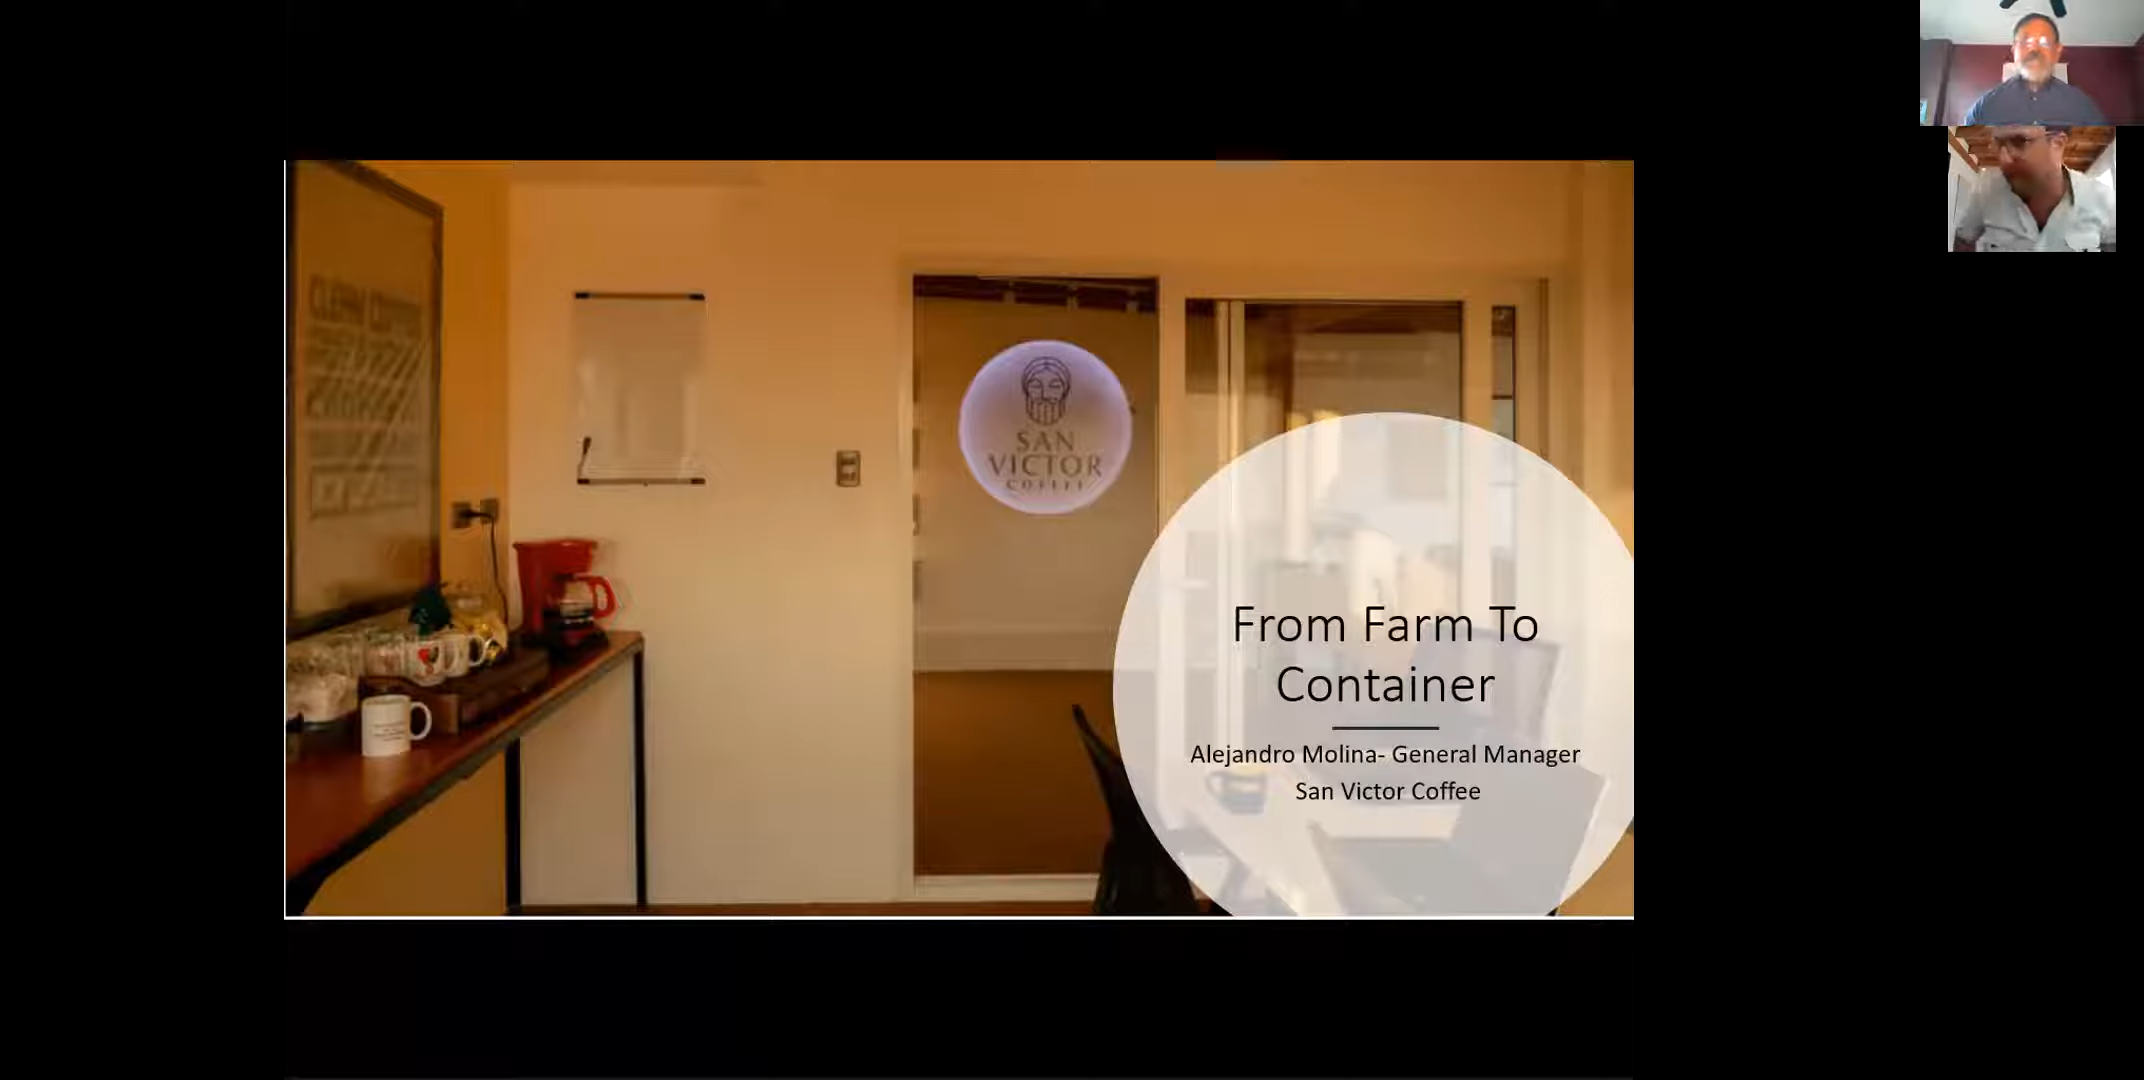 SAN
VICTOR
COFFEE
From Farm To
Container
Alejandro Molina- General Manager
San Victor Coffee